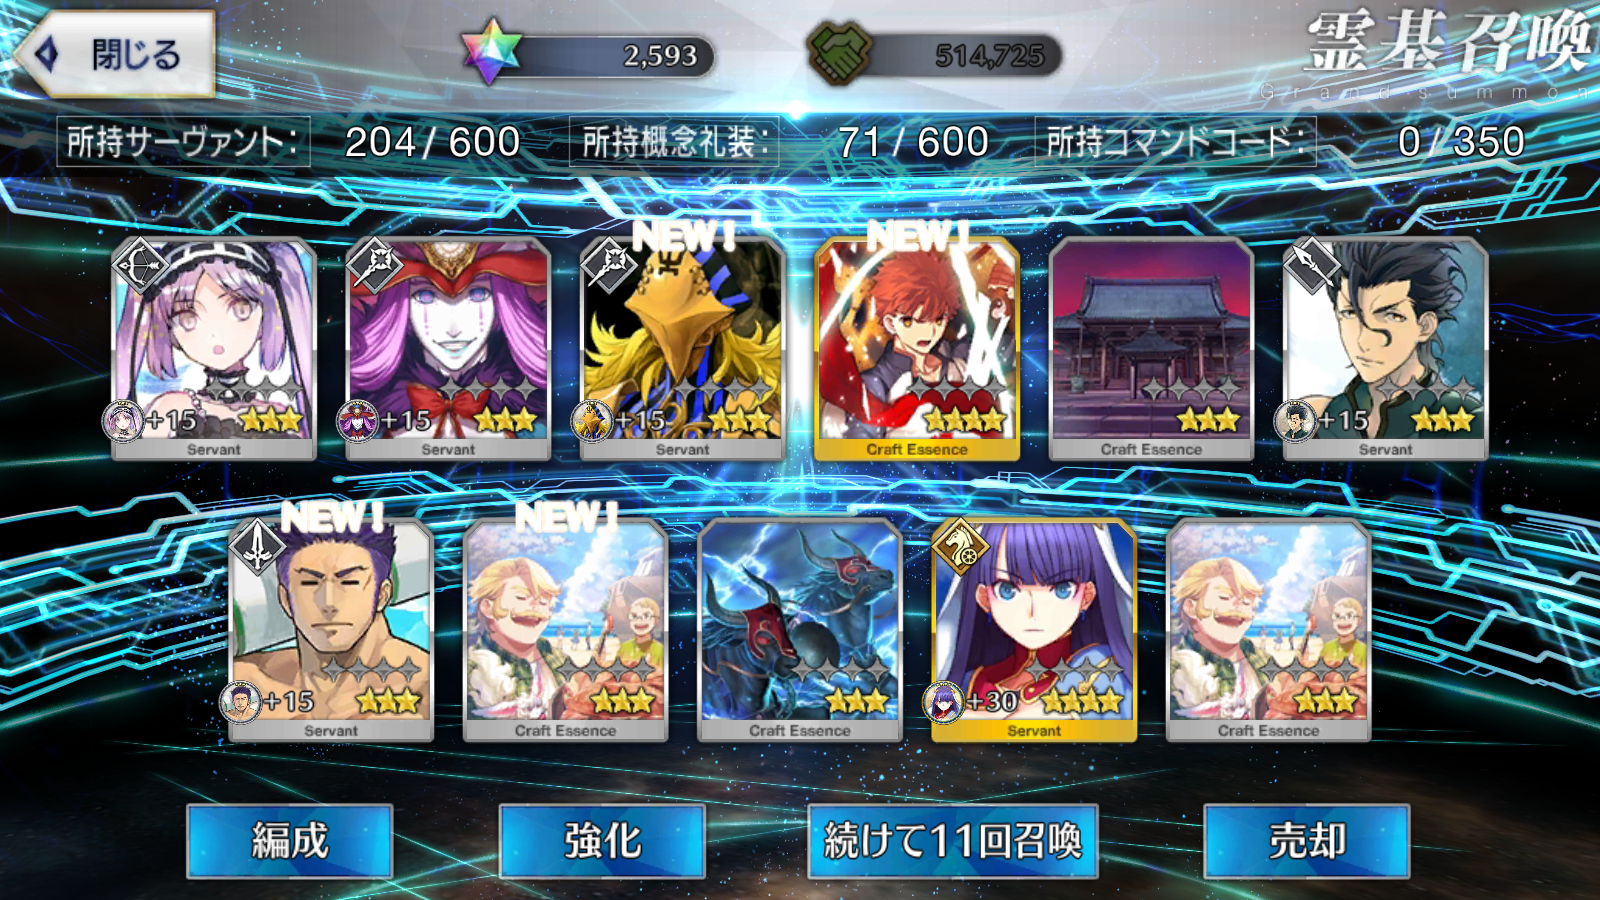 閉じる
2,593
514,725
霊基召喚
Grand summon
所持サーヴァント: 204 / 600
所持概念礼装: 71 / 600
所持コマンドコード: 0 / 350
NEW!
NEW!
+15
+15
+15
+15
Servant
Servant
Servant
Craft Essence
Craft Essence
Servant
NEW!
NEW!
+15
+30
Servant
Craft Essence
Craft Essence
Servant
Craft Essence
編成
強化
続けて11回召喚
売却